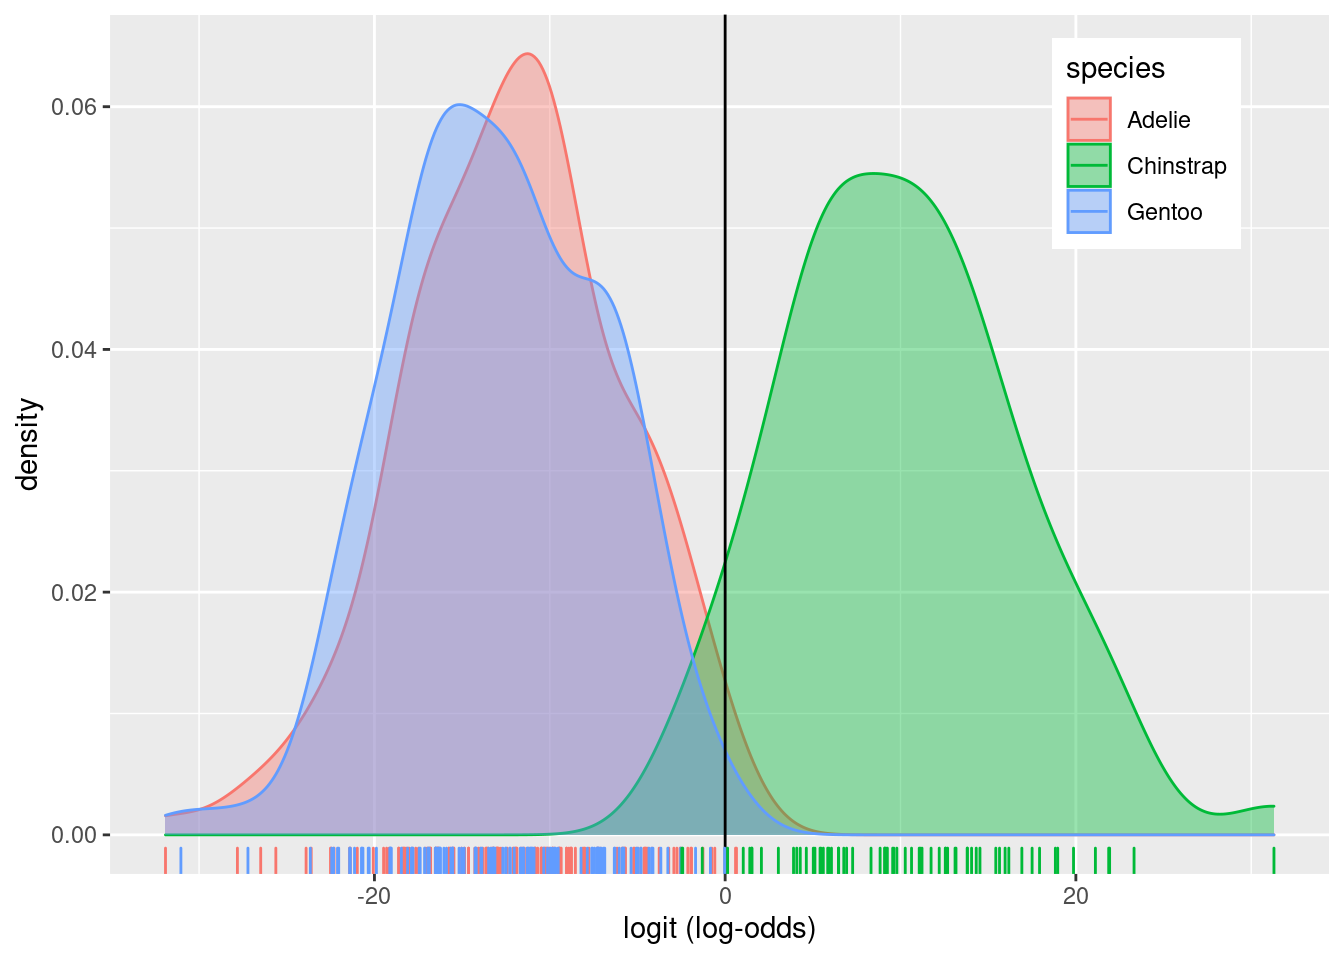 species
Adelie
Chinstrap
Gentoo
0.06
0.04
0.02
0.00
density
-20
0
20
logit (log-odds)